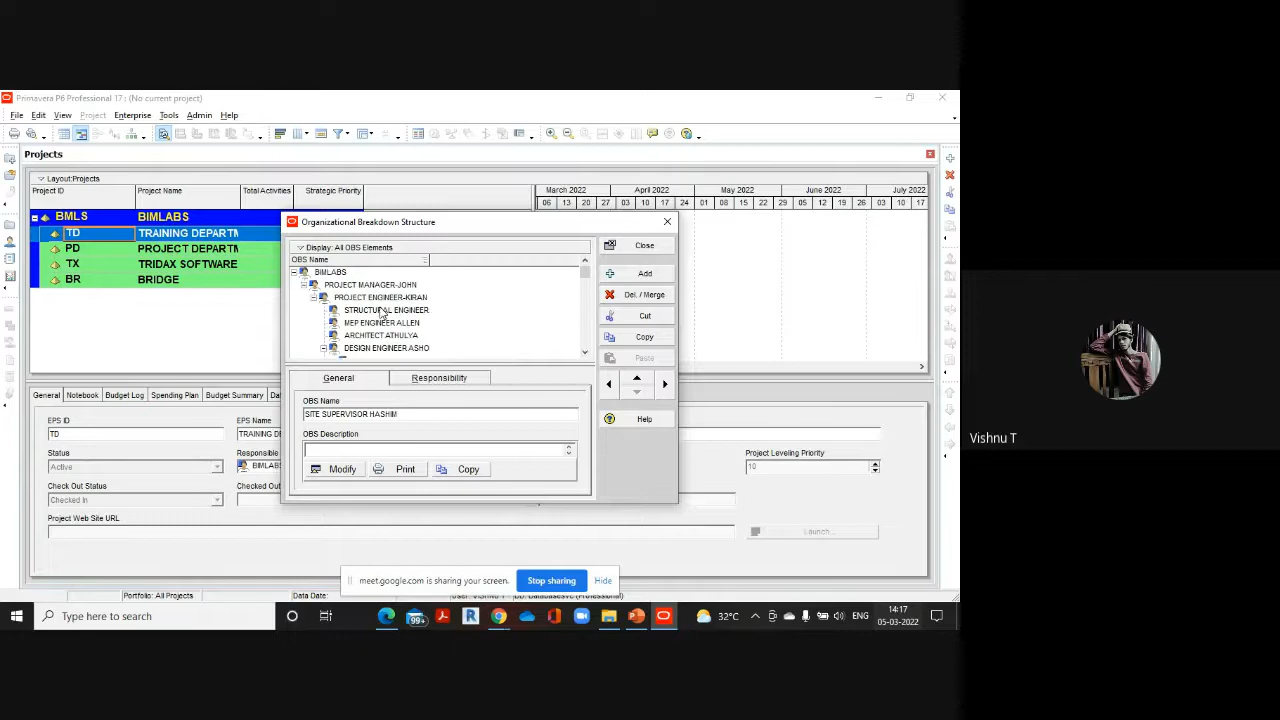 Primavera P6 Professional 17 : (No current project)
File Edit View Project Enterprise Tools Admin Help
Projects
Layout:Projects
Project ID Project Name Total Activities Strategic Priority
March 2022 April 2022 May 2022 June 2022 July 2022
06 13 20 27 03 10 17 24 01 08 15 22 29 05 12 19 26 03 10 17 24
BMLS BIMLABS
TD TRAINING DEPARTM
PD PROJECT DEPARTM
TX TRIDAX SOFTWARE
BR BRIDGE
Organizational Breakdown Structure
Display: All OBS Elements
OBS Name
BIMLABS
PROJECT MANAGER-JOHN
PROJECT ENGINEER-KIRAN
STRUCTURAL ENGINEER
MEP ENGINEER ALLEN
ARCHITECT ATHULYA
DESIGN ENGINEER ASHO
Close
Add
Del. / Merge
Cut
Copy
Paste
Help
General Responsibility
OBS Name
SITE SUPERVISOR HASHIM
OBS Description
Modify Print Copy
General Notebook Budget Log Spending Plan Budget Summary Dat
EPS ID EPS Name
TD TRAINING DE
Status Responsible
Active BIMLABS
Project Leveling Priority
10
Check Out Status Checked Out
Checked In
Project Web Site URL
Launch...
meet.google.com is sharing your screen. Stop sharing Hide
Portfolio: All Projects Data Date:
Type here to search
99+
32°C
ENG
14:17
05-03-2022
Vishnu T